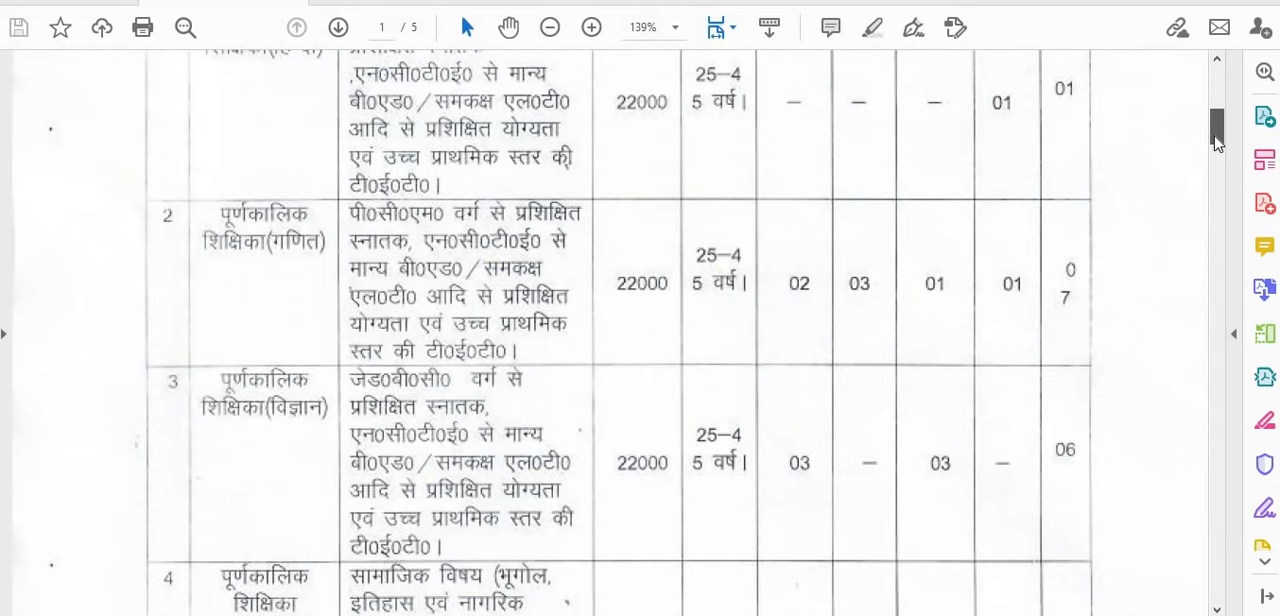 1 / 5
139%
,एन0सी0टी0ई0 से मान्य
बी0एड0/समकक्ष एल0टी0
आदि से प्रशिक्षित योग्यता
एवं उच्च प्राथमिक स्तर की
टी0ई0टी0।
22000
25–4
5 वर्ष।
–
–
–
01
01
2
पूर्णकालिक
शिक्षिका(गणित)
पी0सी0एम0 वर्ग से प्रशिक्षित
स्नातक, एन0सी0टी0ई0 से
मान्य बी0एड0/समकक्ष
एल0टी0 आदि से प्रशिक्षित
योग्यता एवं उच्च प्राथमिक
स्तर की टी0ई0टी0।
22000
25–4
5 वर्ष।
02
03
01
01
0
7
3
पूर्णकालिक
शिक्षिका(विज्ञान)
जेड0बी0सी0 वर्ग से
प्रशिक्षित स्नातक,
एन0सी0टी0ई0 से मान्य
बी0एड0/समकक्ष एल0टी0
आदि से प्रशिक्षित योग्यता
एवं उच्च प्राथमिक स्तर की
टी0ई0टी0।
22000
25–4
5 वर्ष।
03
–
03
–
06
4
पूर्णकालिक
शिक्षिका
सामाजिक विषय (भूगोल,
इतिहास एवं नागरिक